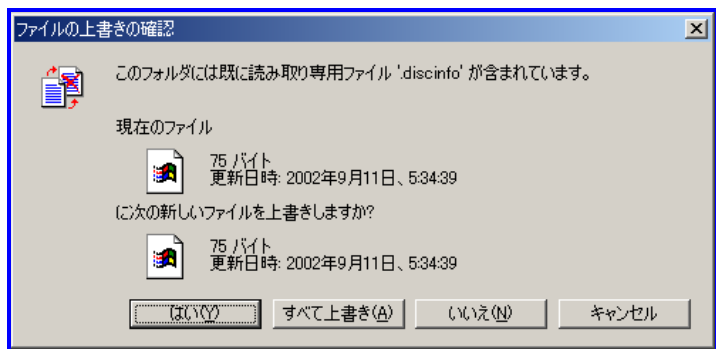 ファイルの上書きの確認
このフォルダには既に読み取り専用ファイル '.discinfo' が含まれています。
現在のファイル
75 バイト
更新日時: 2002年9月11日、5:34:39
に次の新しいファイルを上書きしますか?
75 バイト
更新日時: 2002年9月11日、5:34:39
はい(Y) すべて上書き(A) いいえ(N) キャンセル